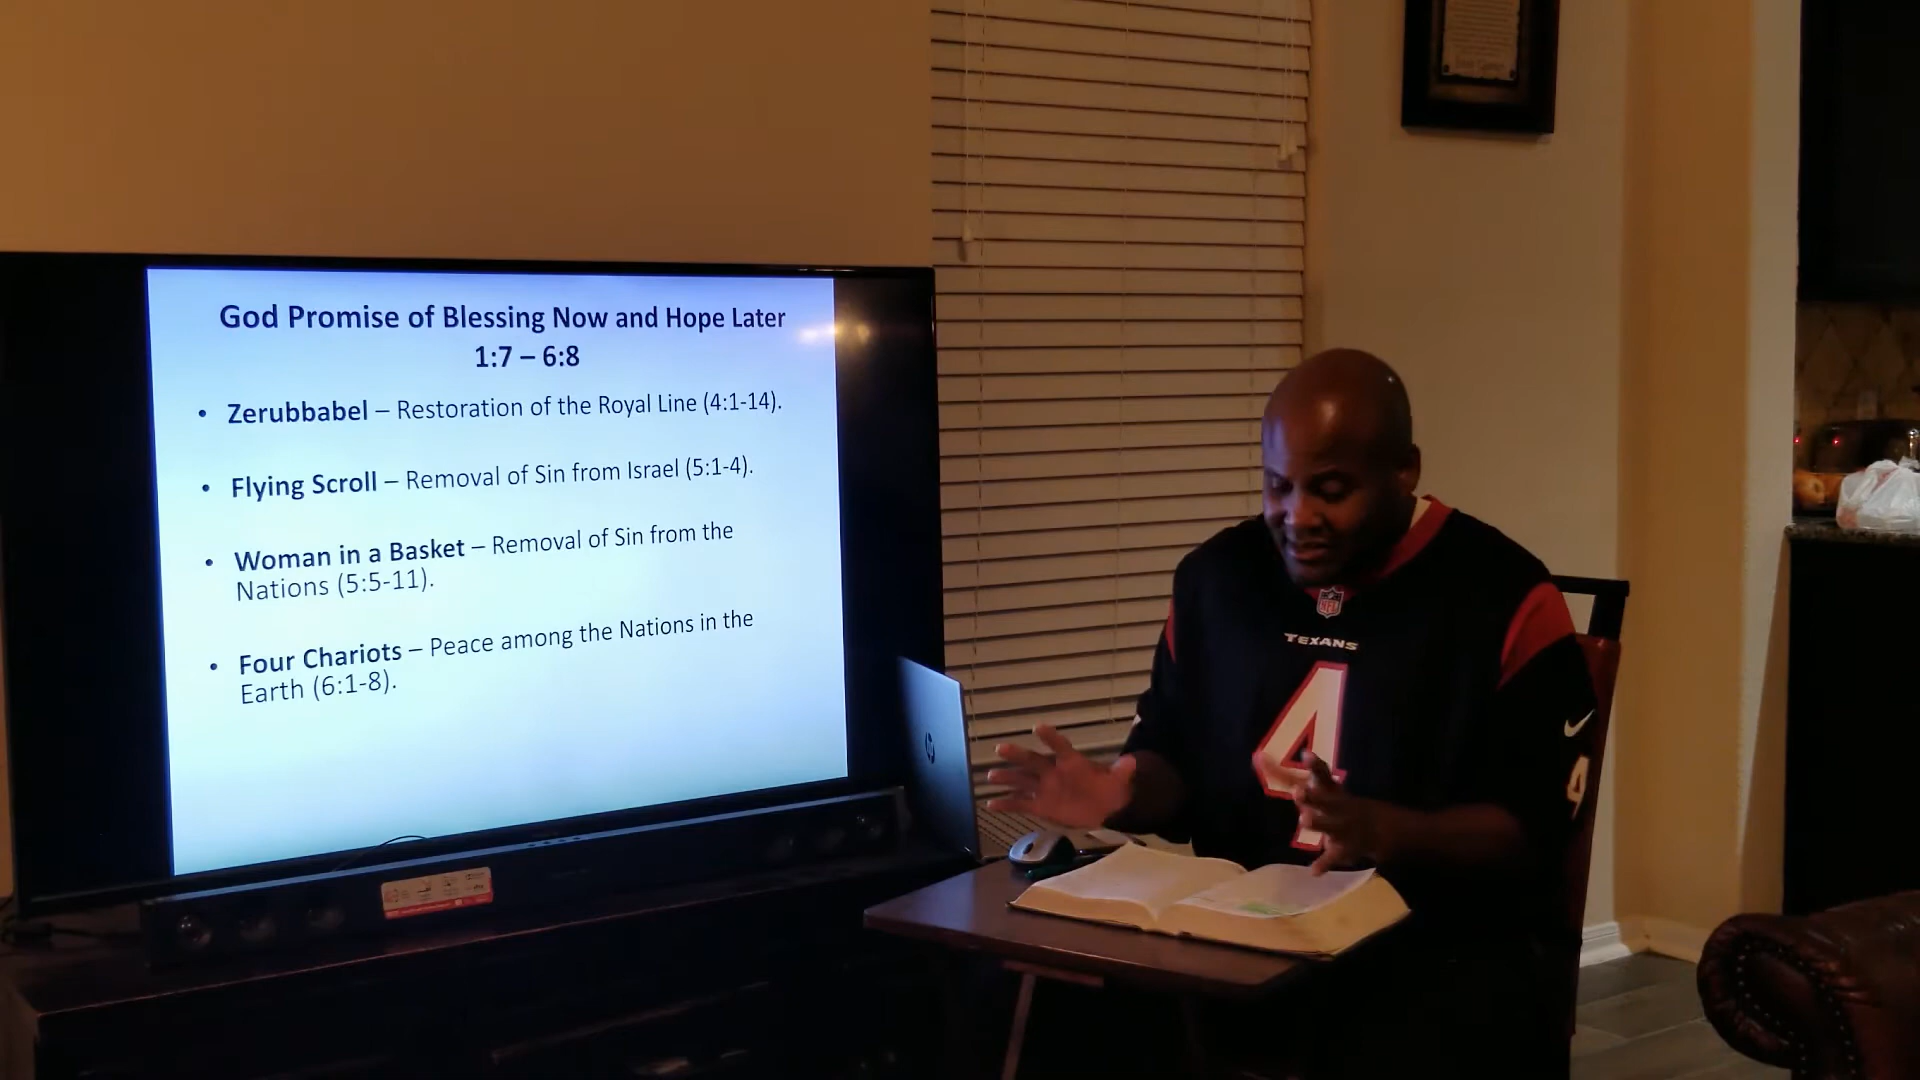 God Promise of Blessing Now and Hope Later
1:7 – 6:8
• Zerubbabel – Restoration of the Royal Line (4:1-14).
• Flying Scroll – Removal of Sin from Israel (5:1-4).
• Woman in a Basket – Removal of Sin from the
Nations (5:5-11).
• Four Chariots – Peace among the Nations in the
Earth (6:1-8).
hp
NFL
TEXANS
4
4